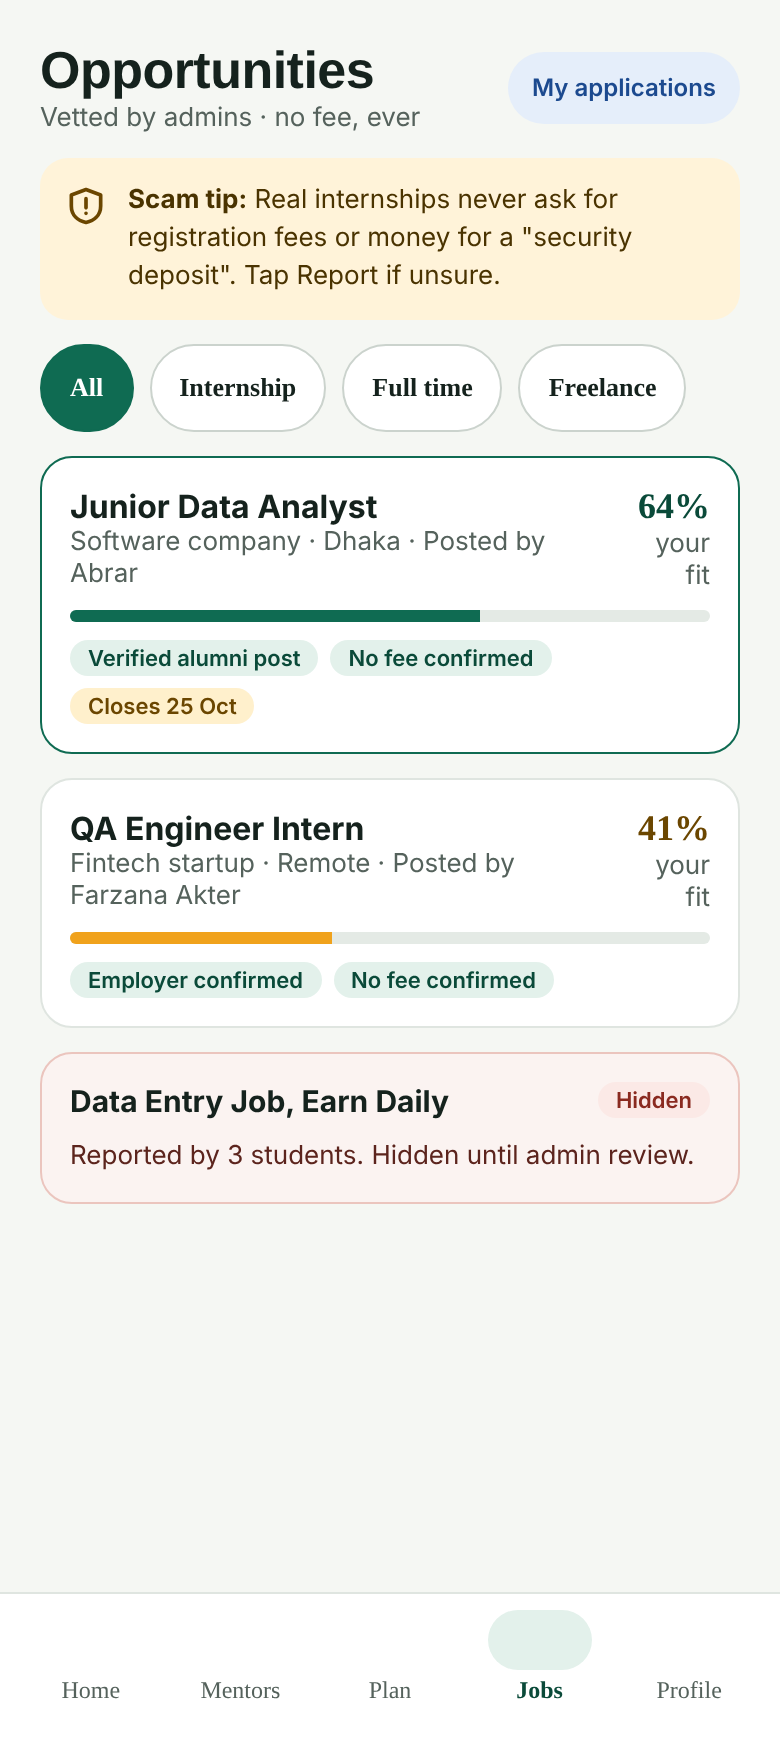 Opportunities
Vetted by admins · no fee, ever
My applications
Scam tip: Real internships never ask for
registration fees or money for a "security
deposit". Tap Report if unsure.
All
Internship
Full time
Freelance
Junior Data Analyst
64%
Software company · Dhaka · Posted by
Abrar
your
fit
Verified alumni post
No fee confirmed
Closes 25 Oct
QA Engineer Intern
41%
Fintech startup · Remote · Posted by
Farzana Akter
your
fit
Employer confirmed
No fee confirmed
Data Entry Job, Earn Daily
Hidden
Reported by 3 students. Hidden until admin review.
Home
Mentors
Plan
Jobs
Profile